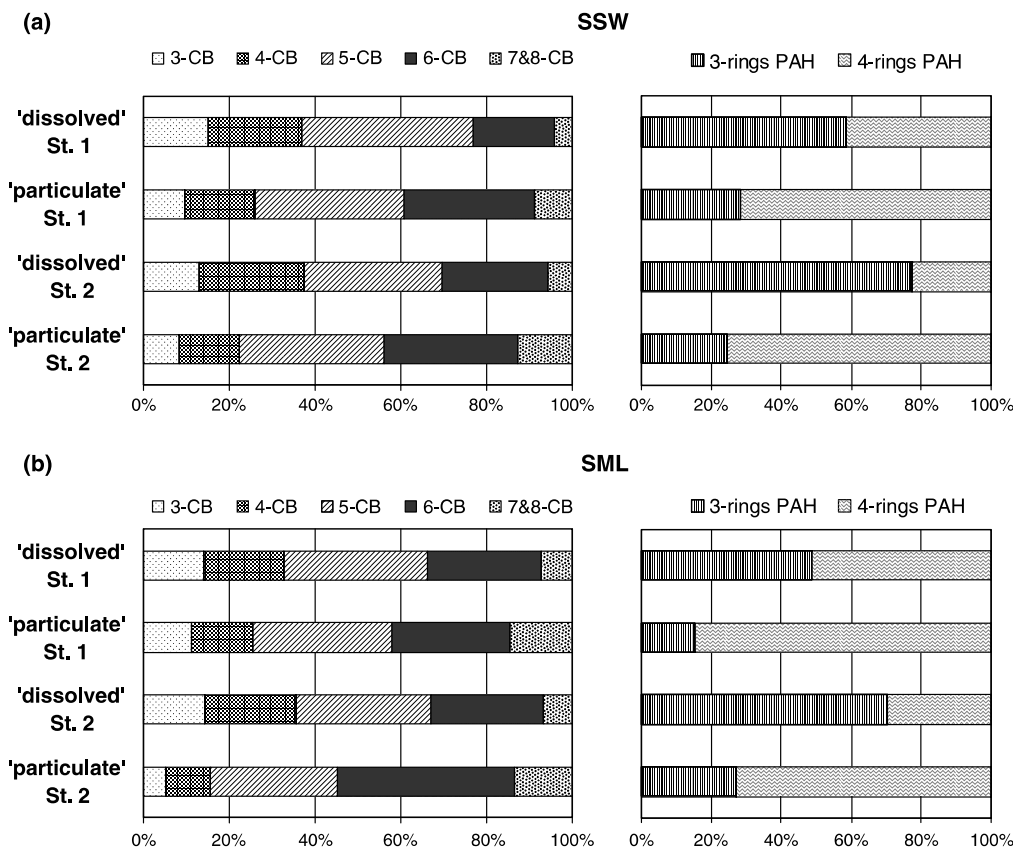 (a)
SSW
3-CB 4-CB 5-CB 6-CB 7&8-CB
3-rings PAH 4-rings PAH
'dissolved'
St. 1
'particulate'
St. 1
'dissolved'
St. 2
'particulate'
St. 2
0% 20% 40% 60% 80% 100%
0% 20% 40% 60% 80% 100%
(b)
SML
3-CB 4-CB 5-CB 6-CB 7&8-CB
3-rings PAH 4-rings PAH
'dissolved'
St. 1
'particulate'
St. 1
'dissolved'
St. 2
'particulate'
St. 2
0% 20% 40% 60% 80% 100%
0% 20% 40% 60% 80% 100%